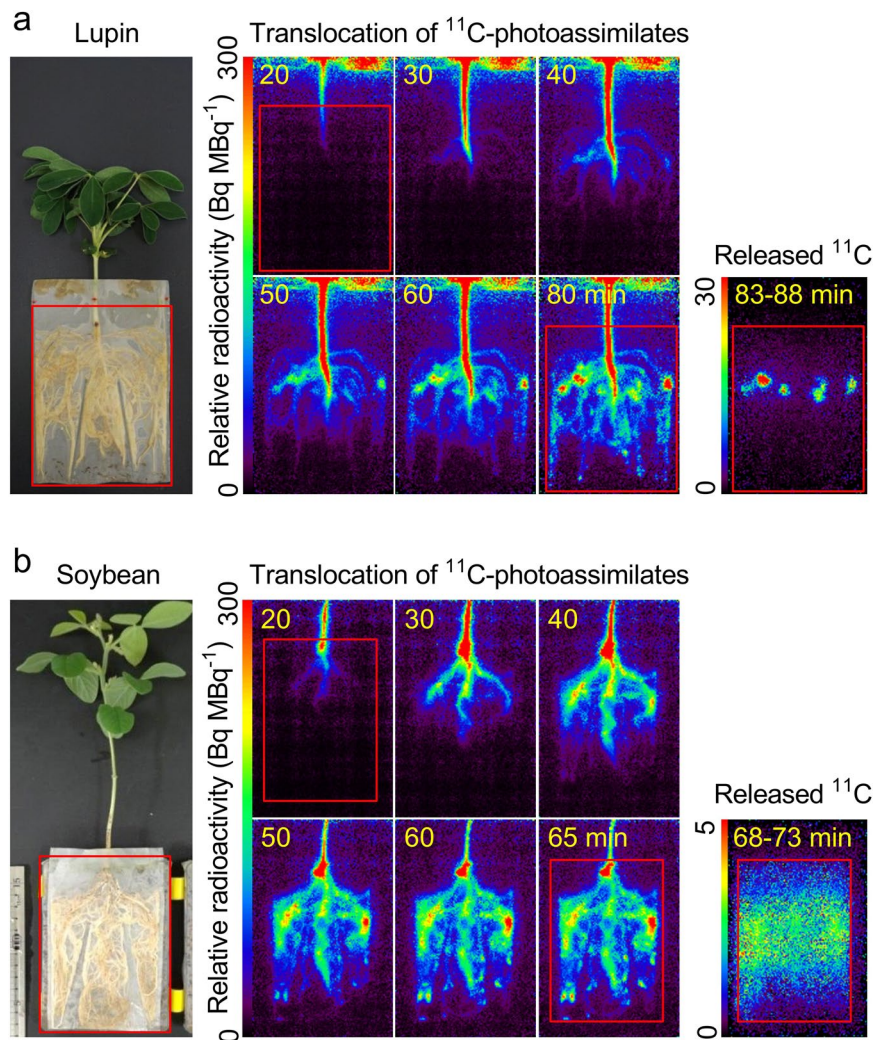 a
Lupin
Translocation of ¹¹C-photoassimilates
Relative radioactivity (Bq MBq⁻¹)
300
0
20
30
40
50
60
80 min
Released ¹¹C
30
0
83-88 min
b
Soybean
Translocation of ¹¹C-photoassimilates
Relative radioactivity (Bq MBq⁻¹)
300
0
20
30
40
50
60
65 min
Released ¹¹C
5
0
68-73 min